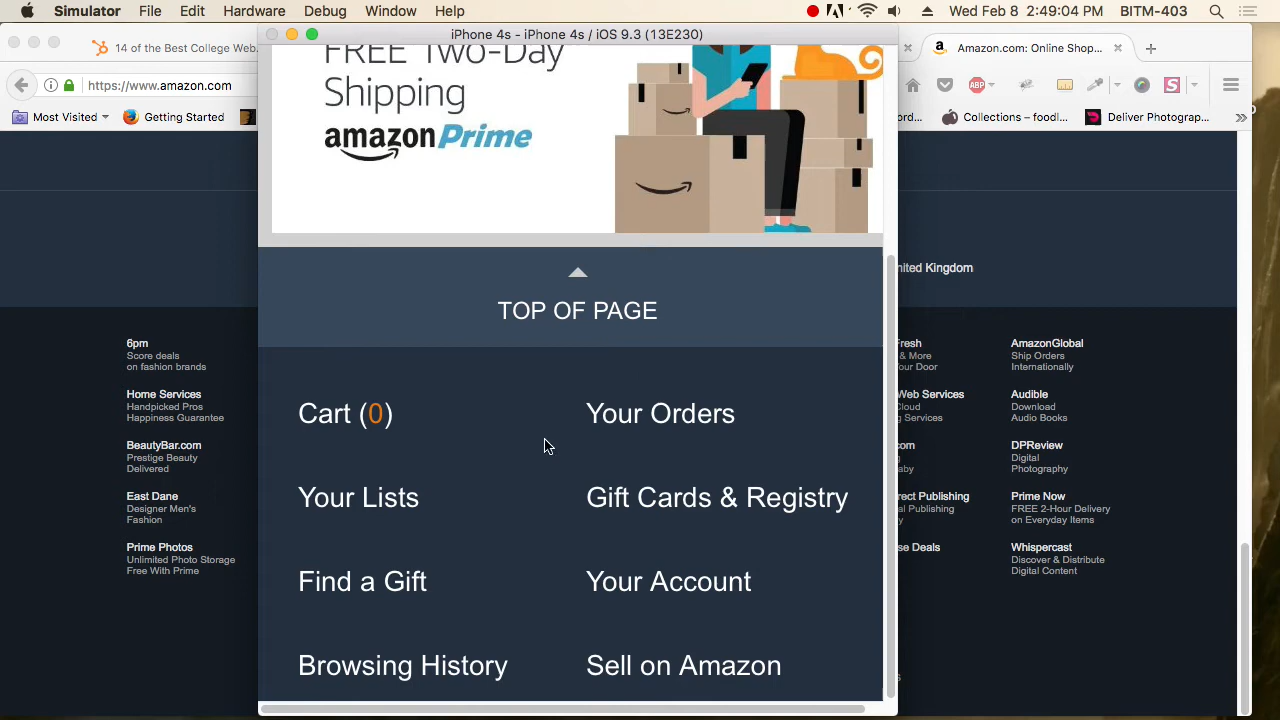 Simulator File Edit Hardware Debug Window Help
Wed Feb 8 2:49:04 PM BITM-403
iPhone 4s - iPhone 4s / iOS 9.3 (13E230)
14 of the Best College Web
Amazon.com: Online Shop...
https://www.amazon.com
ABP
S
Most Visited
Getting Started
ord...
Collections – foodl...
Deliver Photograp...
FREE Two-Day
Shipping
amazonPrime
TOP OF PAGE
Cart (0)
Your Orders
Your Lists
Gift Cards & Registry
Find a Gift
Your Account
Browsing History
Sell on Amazon
nited Kingdom
6pm
Score deals
on fashion brands
Home Services
Handpicked Pros
Happiness Guarantee
BeautyBar.com
Prestige Beauty
Delivered
East Dane
Designer Men's
Fashion
Prime Photos
Unlimited Photo Storage
Free With Prime
Fresh
& More
our Door
Web Services
Cloud
g Services
com
aby
rect Publishing
al Publishing
y
se Deals
AmazonGlobal
Ship Orders
Internationally
Audible
Download
Audio Books
DPReview
Digital
Photography
Prime Now
FREE 2-Hour Delivery
on Everyday Items
Whispercast
Discover & Distribute
Digital Content